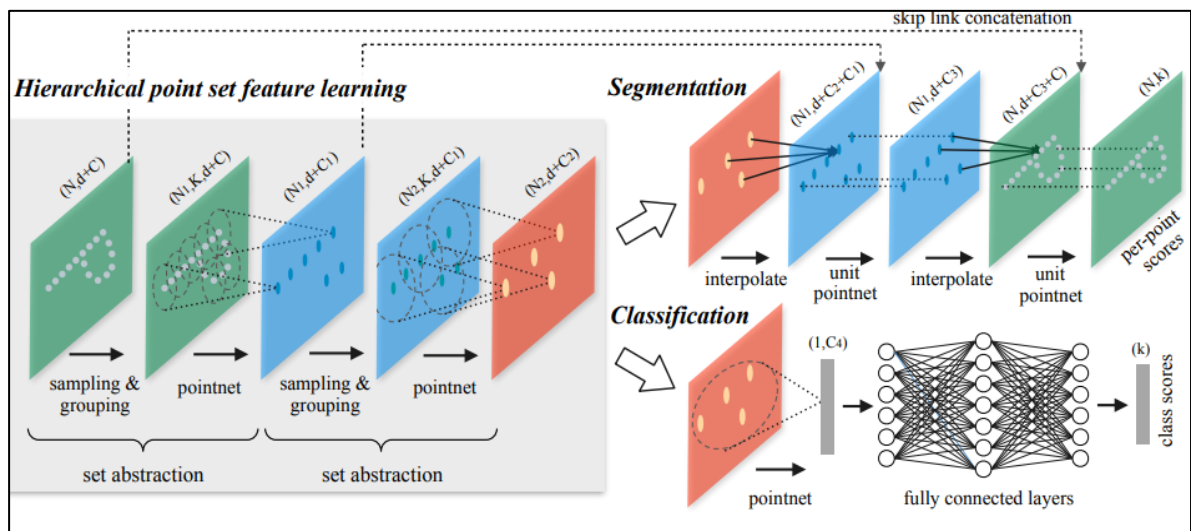 skip link concatenation
Hierarchical point set feature learning
(N,d+C)
(N1,K,d+C)
(N1,d+C1)
(N2,K,d+C1)
(N2,d+C2)
sampling &
grouping
pointnet
sampling &
grouping
pointnet
set abstraction
set abstraction
Segmentation
(N1,d+C2+C1)
(N1,d+C3)
(N,d+C3+C)
(N,k)
interpolate
unit
pointnet
interpolate
unit
pointnet
per-point
scores
Classification
(1,C4)
(k)
class scores
pointnet
fully connected layers